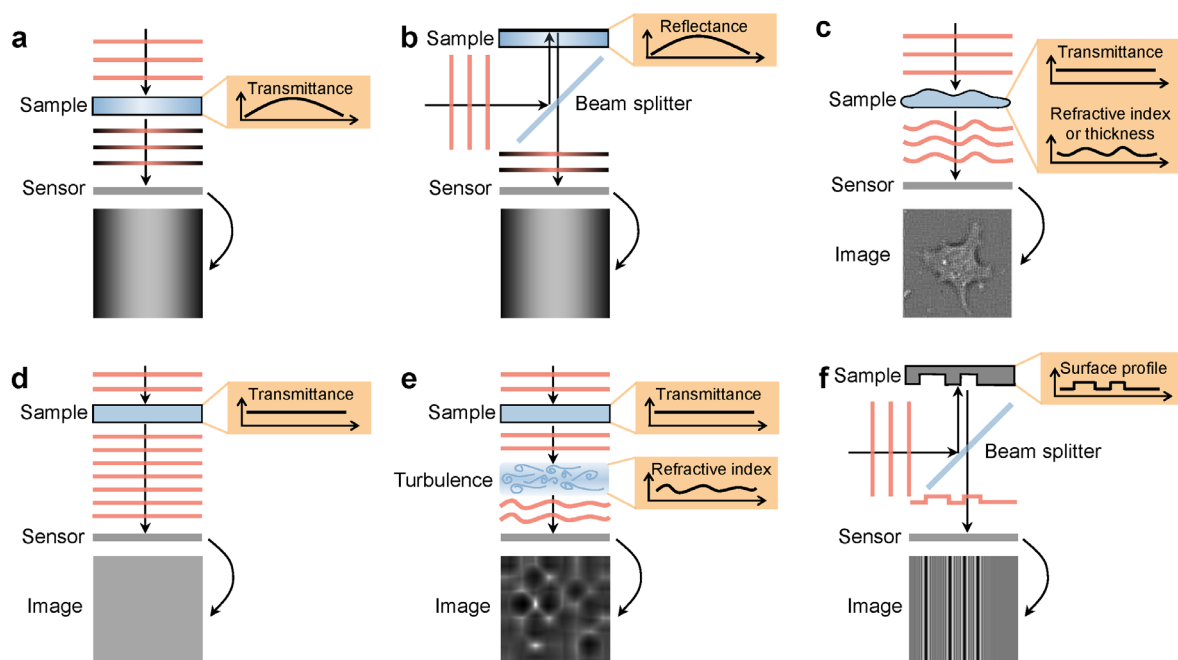 a
Sample
Transmittance
Sensor
b
Sample
Reflectance
Beam splitter
c
Transmittance
Sample
Refractive index
or thickness
Sensor
Image
d
Transmittance
Sample
Sensor
Image
e
Sample
Transmittance
Turbulence
Refractive index
Sensor
Image
f
Sample
Surface profile
Beam splitter
Sensor
Image